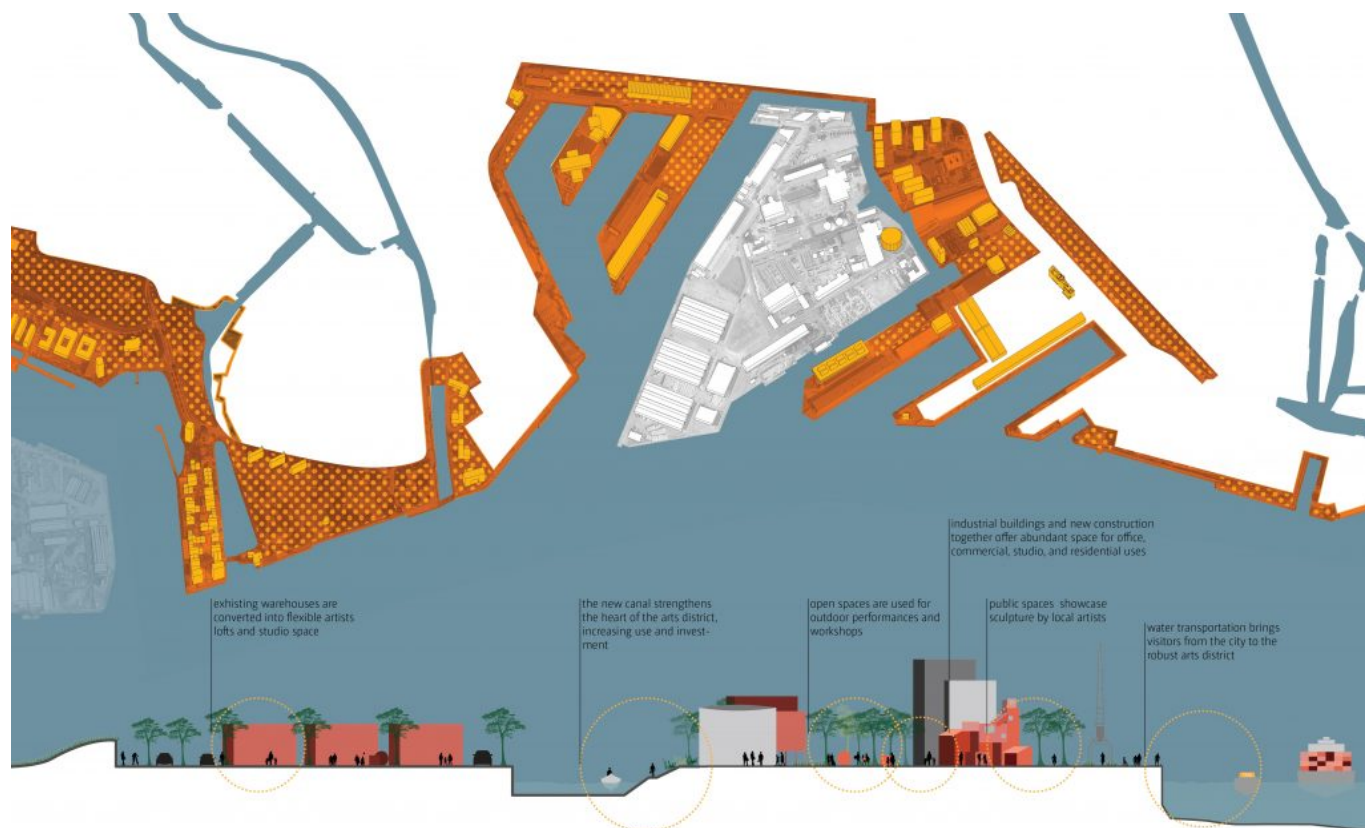 exhisting warehouses are
converted into flexible artists
lofts and studio space
the new canal strengthens
the heart of the arts district,
increasing use and invest-
ment
open spaces are used for
outdoor performances and
workshops
industrial buildings and new construction
together offer abundant space for office,
commercial, studio, and residential uses
public spaces showcase
sculpture by local artists
water transportation brings
visitors from the city to the
robust arts district